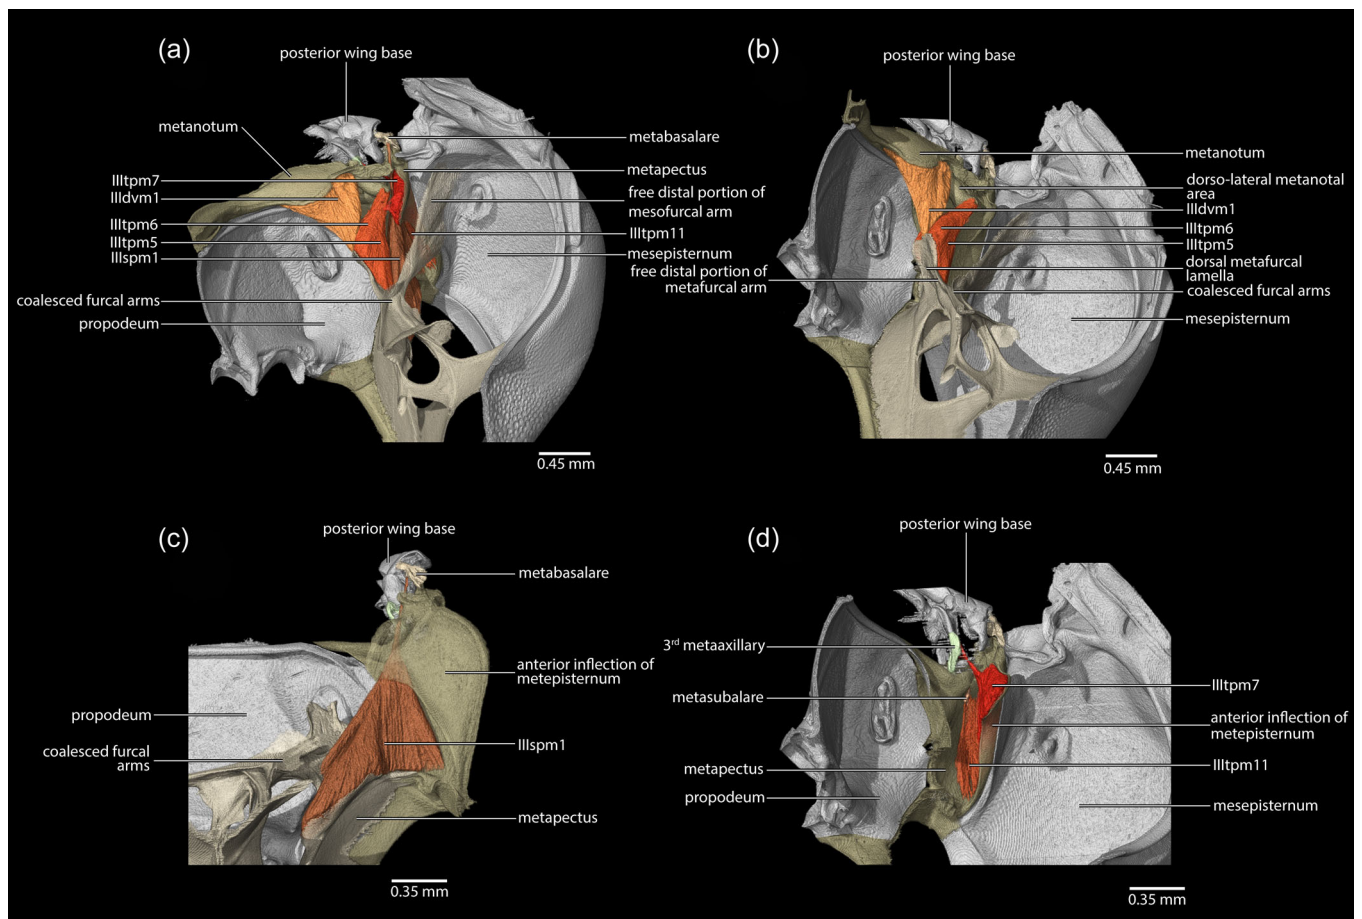 (a)
posterior wing base
metanotum
IIItpm7
IIIdvm1
IIItpm6
IIItpm5
IIIspm1
coalesced furcal arms
propodeum
metabasalare
metapectus
free distal portion of
mesofurcal arm
IIItpm11
mesepisternum
0.45 mm
(b)
posterior wing base
metanotum
dorso-lateral metanotal
area
IIIdvm1
IIItpm6
IIItpm5
dorsal metafurcal
lamella
coalesced furcal arms
mesepisternum
free distal portion of
metafurcal arm
0.45 mm
(c)
posterior wing base
metabasalare
anterior inflection of
metepisternum
IIIspm1
metapectus
propodeum
coalesced furcal
arms
0.35 mm
(d)
posterior wing base
3rd metaaxillary
metasubalare
metapectus
propodeum
IIItpm7
anterior inflection of
metepisternum
IIItpm11
mesepisternum
0.35 mm